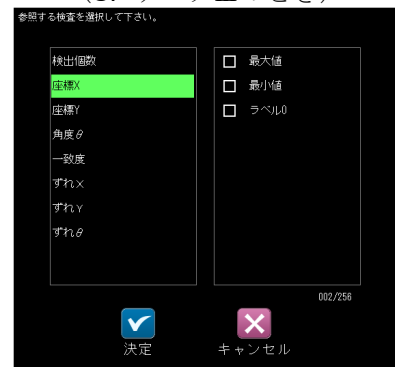 参照する検査を選択して下さい。
検出個数
座標X
座標Y
角度θ
一致度
ずれX
ずれY
ずれθ
最大値
最小値
ラベル0
002/256
決定
キャンセル